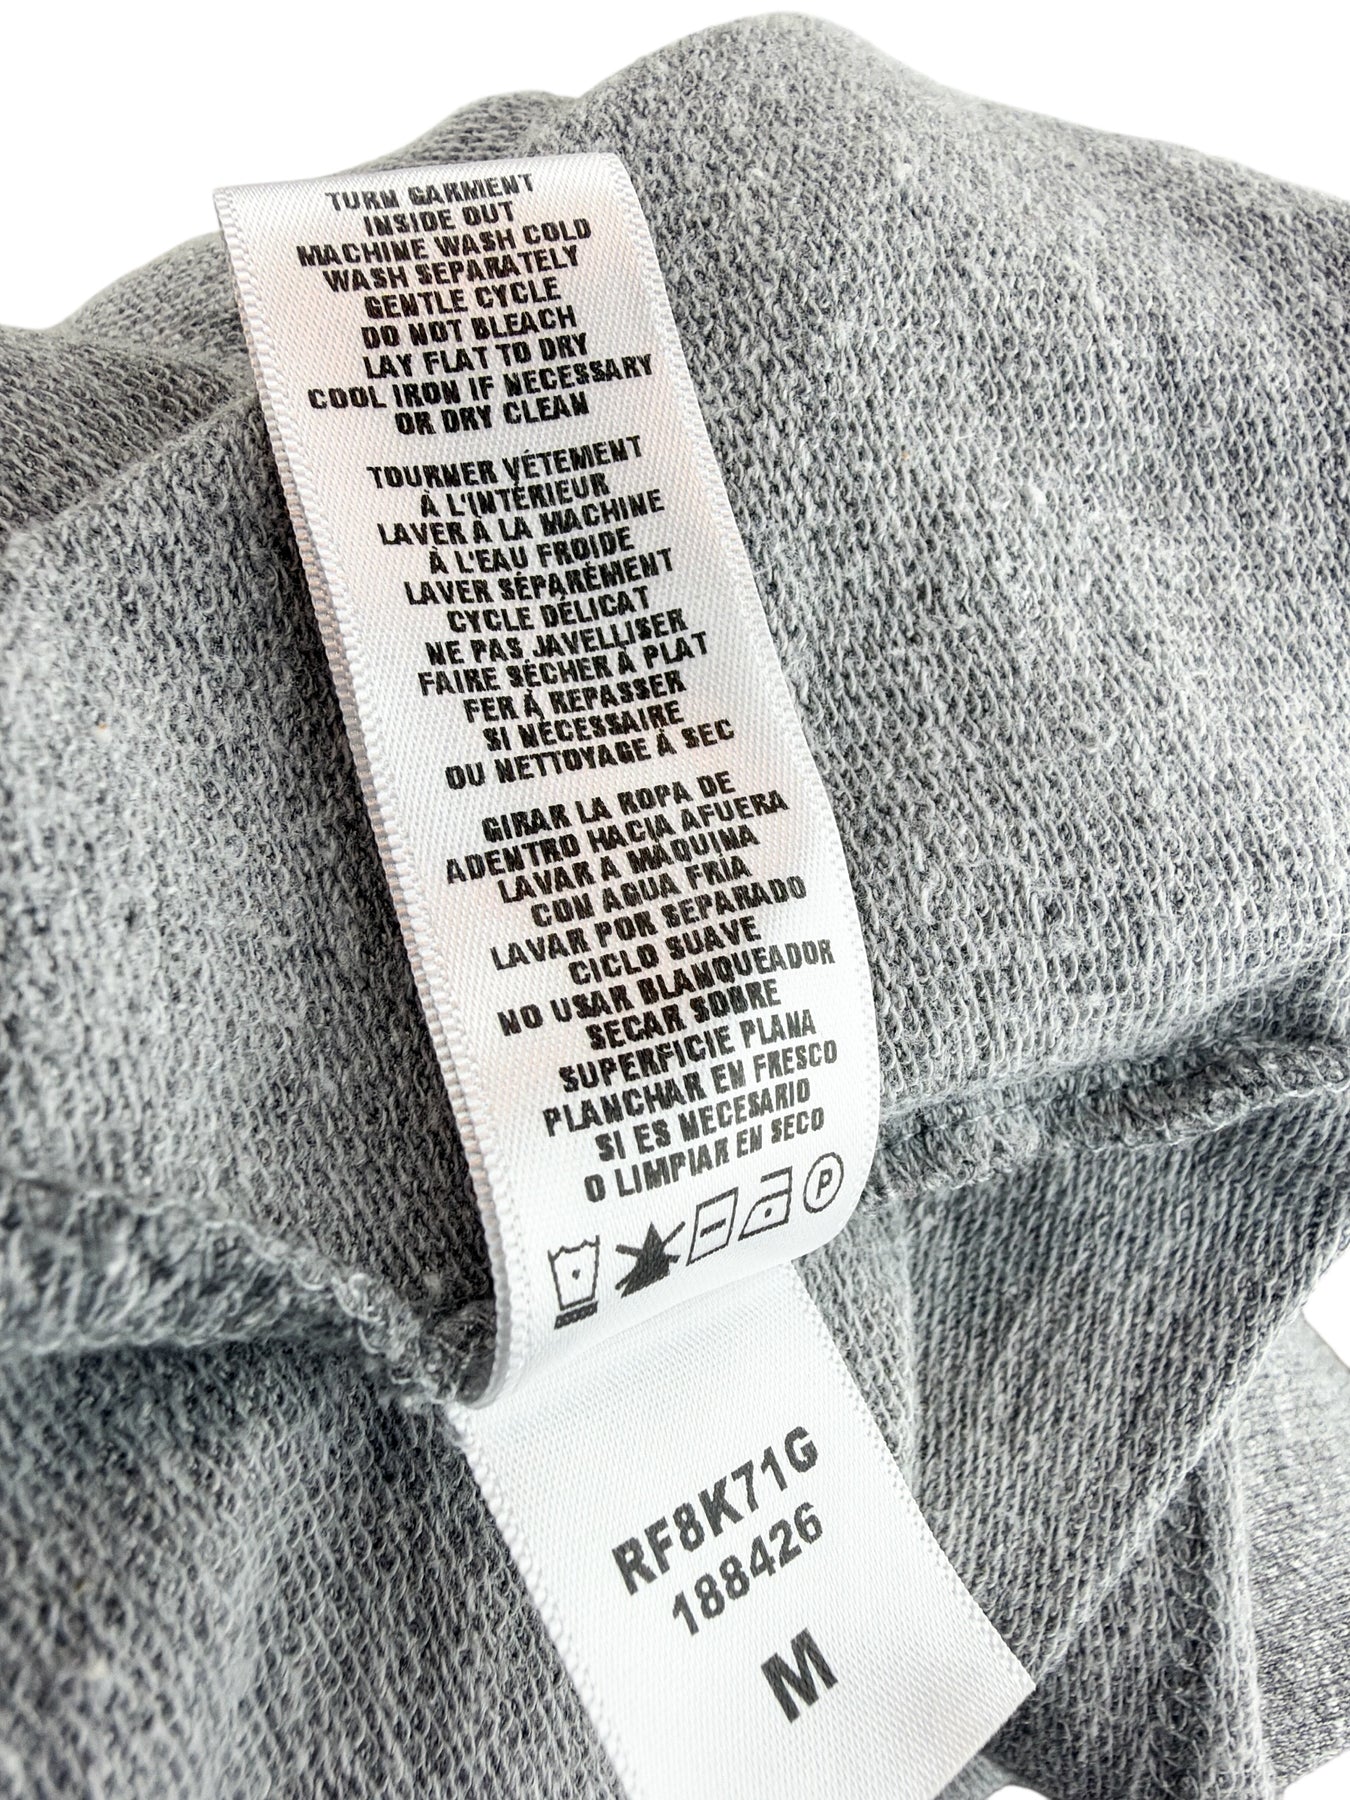 TURN GARMENT
INSIDE OUT
MACHINE WASH COLD
WASH SEPARATELY
GENTLE CYCLE
DO NOT BLEACH
LAY FLAT TO DRY
COOL IRON IF NECESSARY
OR DRY CLEAN
TOURNER VÉTEMENT
À L'INTÉRIEUR
LAVER À LA MACHINE
À L'EAU FROIDE
LAVER SÉPARÉMENT
CYCLE DÉLICAT
NE PAS JAVELLISER
FAIRE SÉCHER À PLAT
FER À REPASSER
SI NÉCESSAIRE
OU NETTOYAGE À SEC
GIRAR LA ROPA DE
ADENTRO HACIA AFUERA
LAVAR A MÁQUINA
CON AGUA FRÍA
LAVAR POR SEPARADO
CICLO SUAVE
NO USAR BLANQUEADOR
SECAR SOBRE
SUPERFICIE PLANA
PLANCHAR EN FRESCO
SI ES NECESARIO
O LIMPIAR EN SECO
P
RF8K71G
188426
M